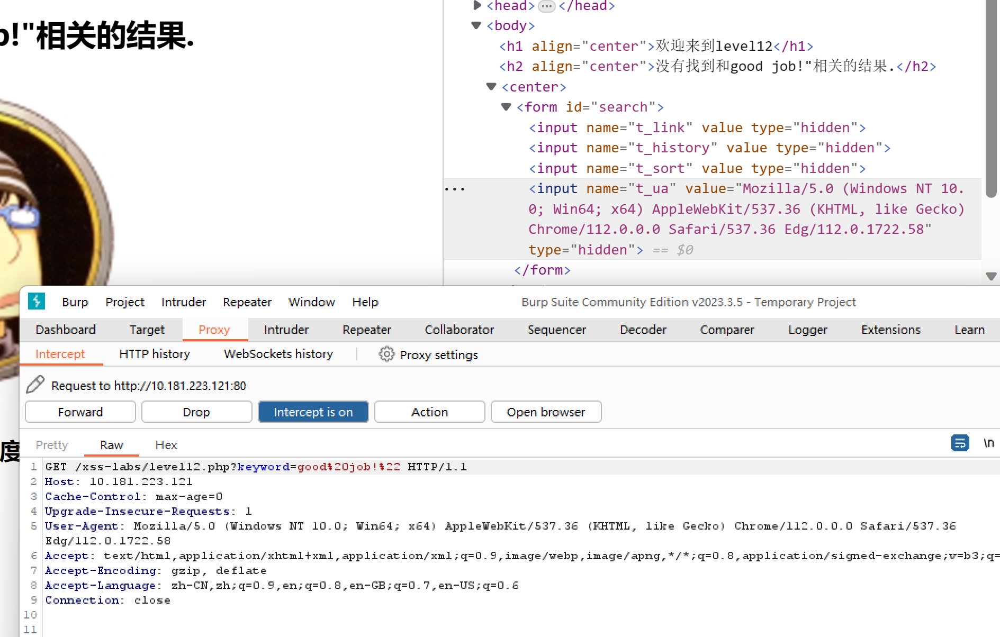 b!"相关的结果.
<head> ··· </head>
<body>
<h1 align="center">欢迎来到level12</h1>
<h2 align="center">没有找到和good job!"相关的结果.</h2>
<center>
<form id="search">
<input name="t_link" value type="hidden">
<input name="t_history" value type="hidden">
<input name="t_sort" value type="hidden">
··· <input name="t_ua" value="Mozilla/5.0 (Windows NT 10.
0; Win64; x64) AppleWebKit/537.36 (KHTML, like Gecko)
Chrome/112.0.0.0 Safari/537.36 Edg/112.0.1722.58"
type="hidden"> == $0
</form>
Burp Project Intruder Repeater Window Help Burp Suite Community Edition v2023.3.5 - Temporary Project
Dashboard Target Proxy Intruder Repeater Collaborator Sequencer Decoder Comparer Logger Extensions Learn
Intercept HTTP history WebSockets history Proxy settings
Request to http://10.181.223.121:80
Forward Drop Intercept is on Action Open browser
度
Pretty Raw Hex \n
1 GET /xss-labs/level12.php?keyword=good%20job!%22 HTTP/1.1
2 Host: 10.181.223.121
3 Cache-Control: max-age=0
4 Upgrade-Insecure-Requests: 1
5 User-Agent: Mozilla/5.0 (Windows NT 10.0; Win64; x64) AppleWebKit/537.36 (KHTML, like Gecko) Chrome/112.0.0.0 Safari/537.36
Edg/112.0.1722.58
6 Accept: text/html,application/xhtml+xml,application/xml;q=0.9,image/webp,image/apng,*/*;q=0.8,application/signed-exchange;v=b3;q=
7 Accept-Encoding: gzip, deflate
8 Accept-Language: zh-CN,zh;q=0.9,en;q=0.8,en-GB;q=0.7,en-US;q=0.6
9 Connection: close
10
11